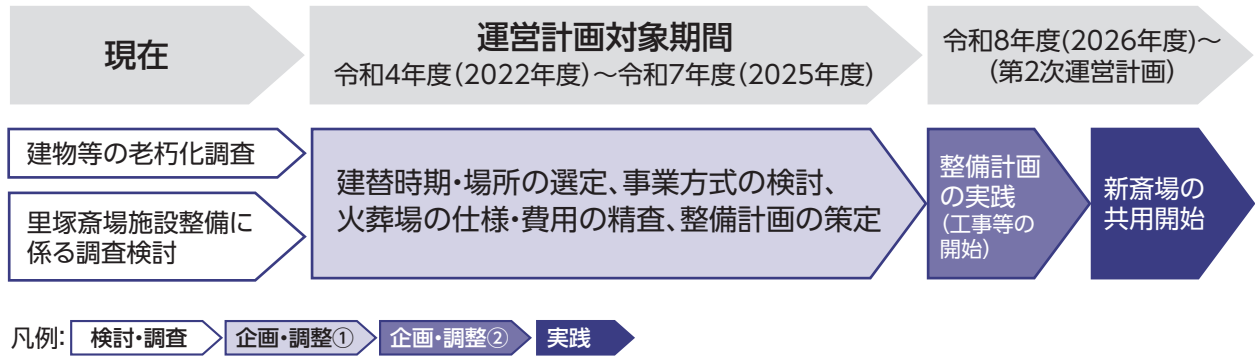 現在
運営計画対象期間
令和4年度(2022年度)～令和7年度(2025年度)
令和8年度(2026年度)～
(第2次運営計画)
建物等の老朽化調査
里塚斎場施設整備に
係る調査検討
建替時期・場所の選定、事業方式の検討、
火葬場の仕様・費用の精査、整備計画の策定
整備計画
の実践
(工事等の
開始)
新斎場の
共用開始
凡例: 検討・調査 企画・調整① 企画・調整② 実践